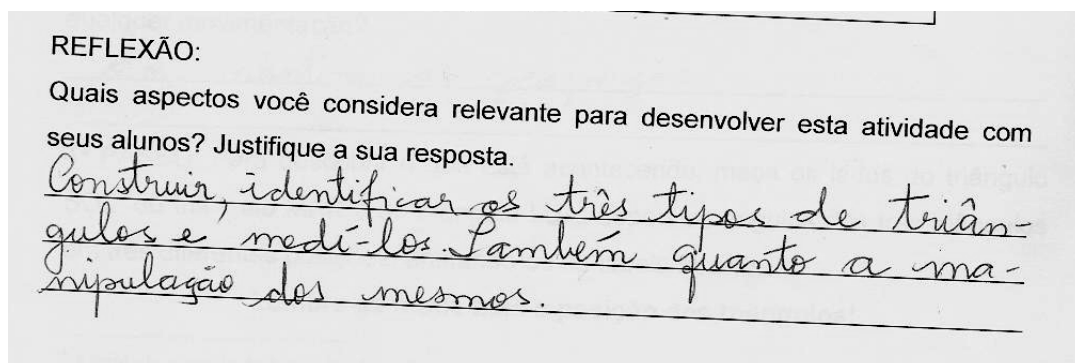 REFLEXÃO:
Quais aspectos você considera relevante para desenvolver esta atividade com
seus alunos? Justifique a sua resposta.
Construir, identificar os três tipos de triân-
gulos e medí-los. Também quanto a ma-
nipulação dos mesmos.